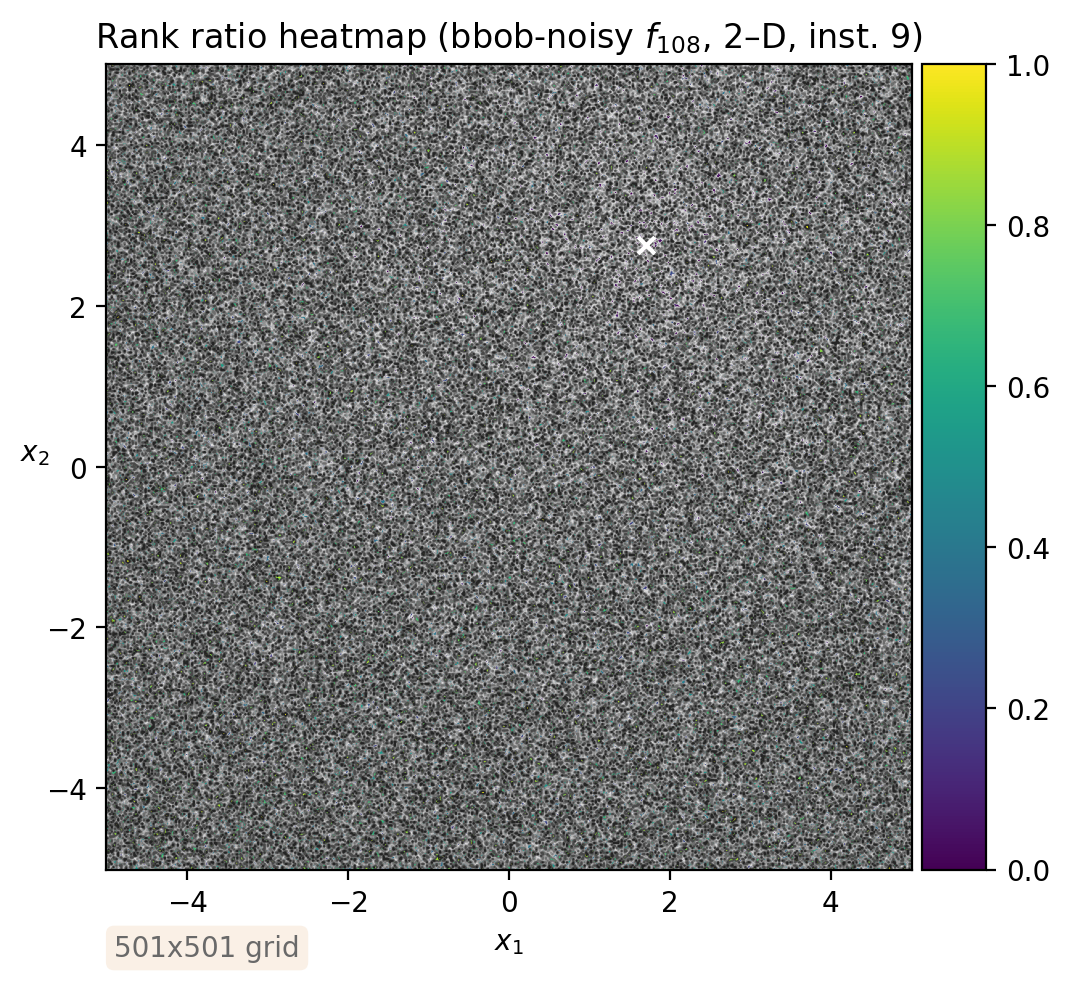 Rank ratio heatmap (bbob-noisy f₁₀₈, 2–D, inst. 9)
1.0
0.8
0.6
0.4
0.2
0.0
4
2
0
−2
−4
x₂
−4 −2 0 2 4
x₁
501x501 grid